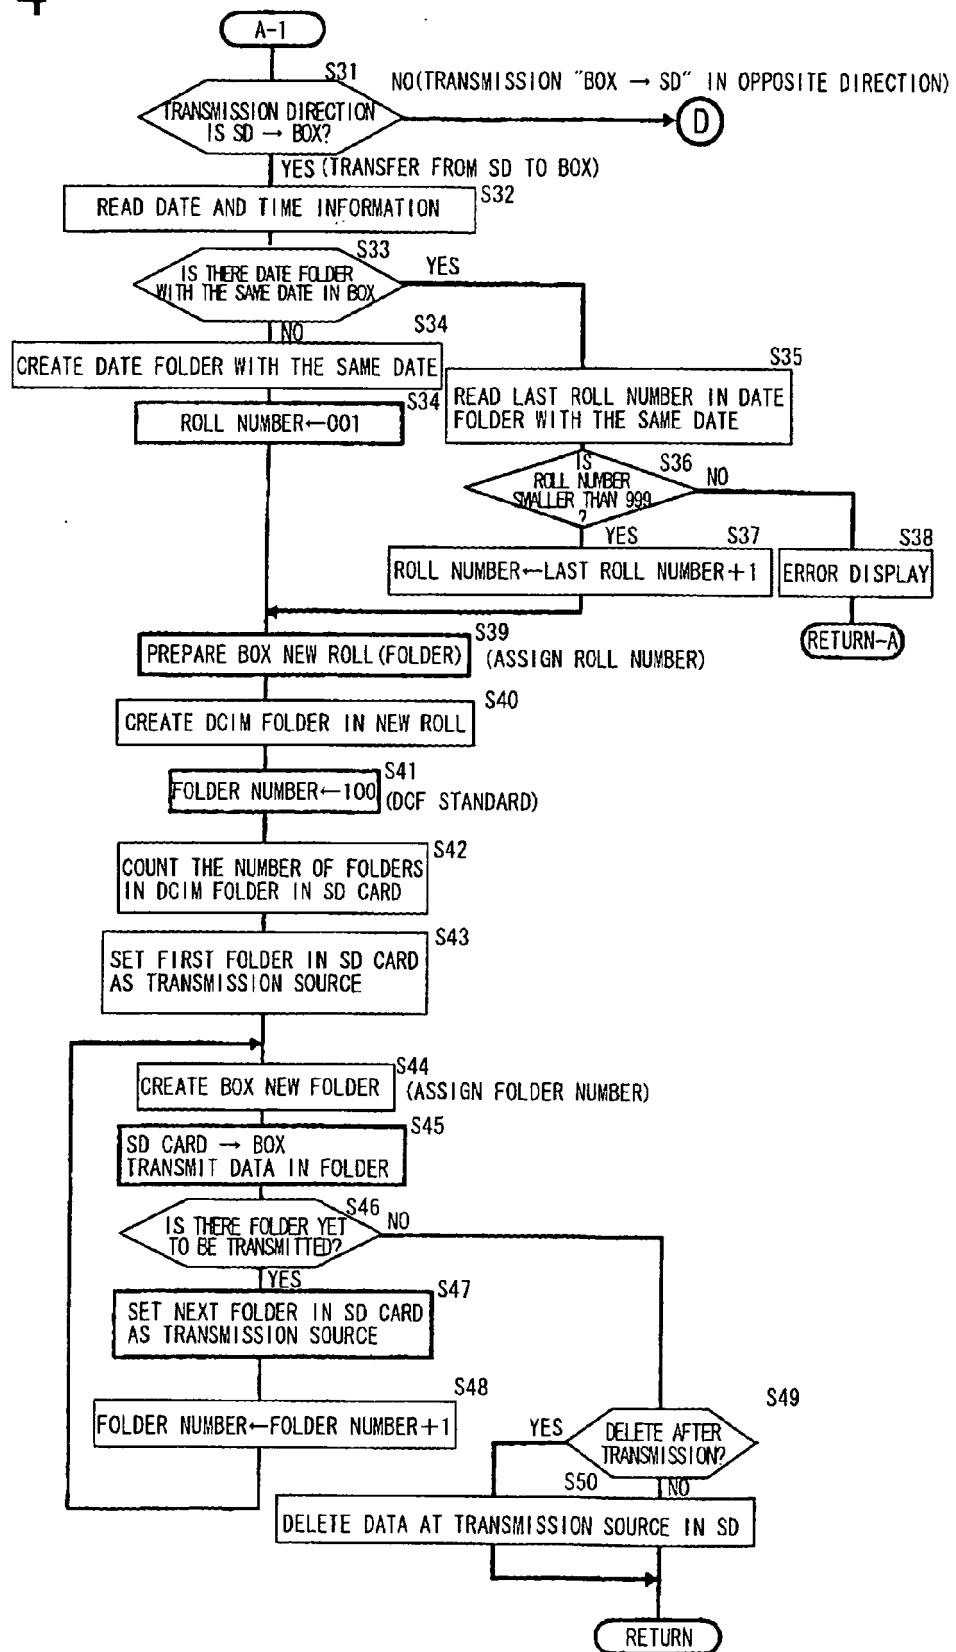 A-1
S31
NO(TRANSMISSION "BOX → SD" IN OPPOSITE DIRECTION)
TRANSMISSION DIRECTION
IS SD → BOX?
D
YES (TRANSFER FROM SD TO BOX)
S32
READ DATE AND TIME INFORMATION
S33
IS THERE DATE FOLDER
WITH THE SAME DATE IN BOX
YES
NO
S34
CREATE DATE FOLDER WITH THE SAME DATE
S34
ROLL NUMBER←001
S35
READ LAST ROLL NUMBER IN DATE
FOLDER WITH THE SAME DATE
S36
IS
ROLL NUMBER
SMALLER THAN 999
?
NO
YES
S37
ROLL NUMBER←LAST ROLL NUMBER+1
S38
ERROR DISPLAY
RETURN-A
S39
PREPARE BOX NEW ROLL(FOLDER)
(ASSIGN ROLL NUMBER)
S40
CREATE DCIM FOLDER IN NEW ROLL
S41
FOLDER NUMBER←100
(DCF STANDARD)
S42
COUNT THE NUMBER OF FOLDERS
IN DCIM FOLDER IN SD CARD
S43
SET FIRST FOLDER IN SD CARD
AS TRANSMISSION SOURCE
S44
CREATE BOX NEW FOLDER
(ASSIGN FOLDER NUMBER)
S45
SD CARD → BOX
TRANSMIT DATA IN FOLDER
S46
IS THERE FOLDER YET
TO BE TRANSMITTED?
NO
YES
S47
SET NEXT FOLDER IN SD CARD
AS TRANSMISSION SOURCE
S48
FOLDER NUMBER←FOLDER NUMBER+1
S49
DELETE AFTER
TRANSMISSION?
YES
NO
S50
DELETE DATA AT TRANSMISSION SOURCE IN SD
RETURN